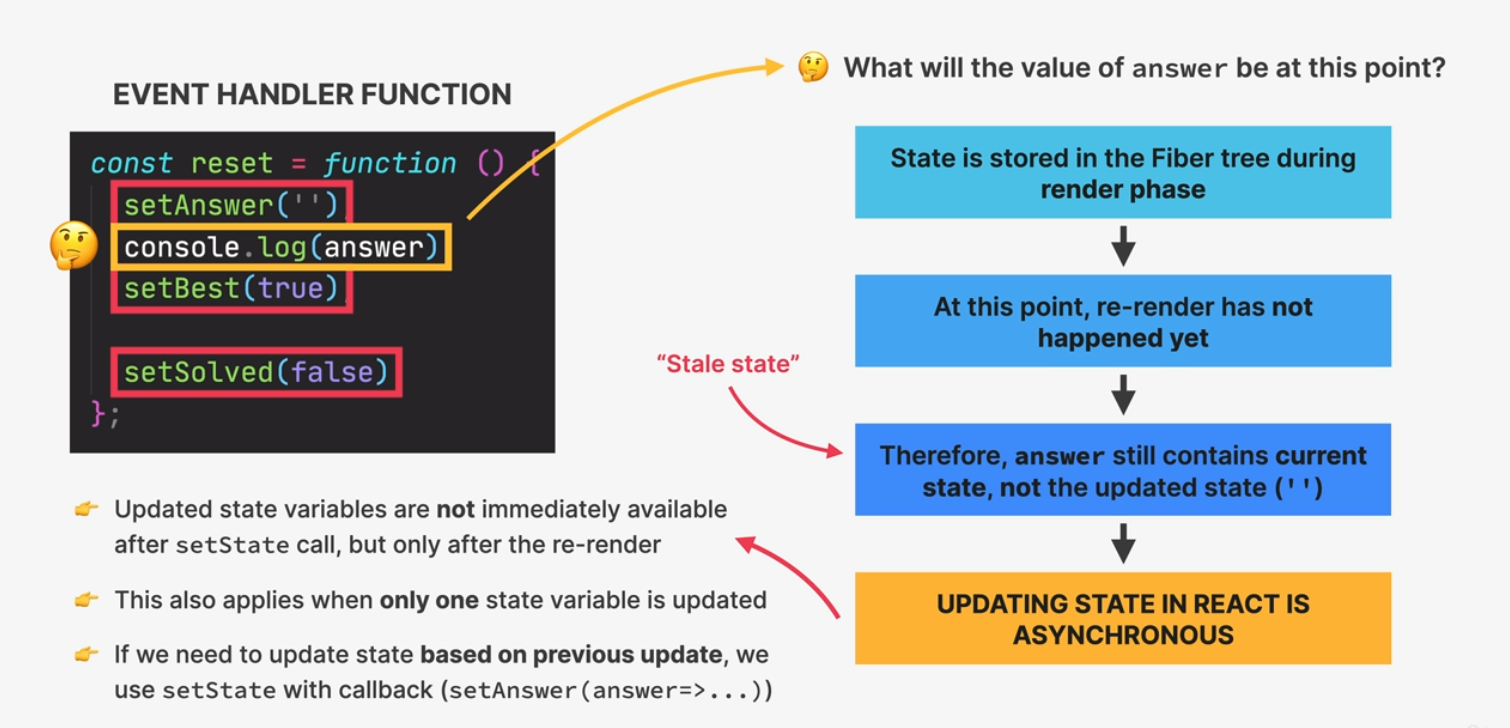 EVENT HANDLER FUNCTION
const reset = function () {
setAnswer('')
console.log(answer)
setBest(true)
setSolved(false)
};
👉 Updated state variables are not immediately available
after setState call, but only after the re-render
👉 This also applies when only one state variable is updated
👉 If we need to update state based on previous update, we
use setState with callback (setAnswer(answer=>...))
🤔 What will the value of answer be at this point?
State is stored in the Fiber tree during
render phase
At this point, re-render has not
happened yet
“Stale state”
Therefore, answer still contains current
state, not the updated state ('')
UPDATING STATE IN REACT IS
ASYNCHRONOUS